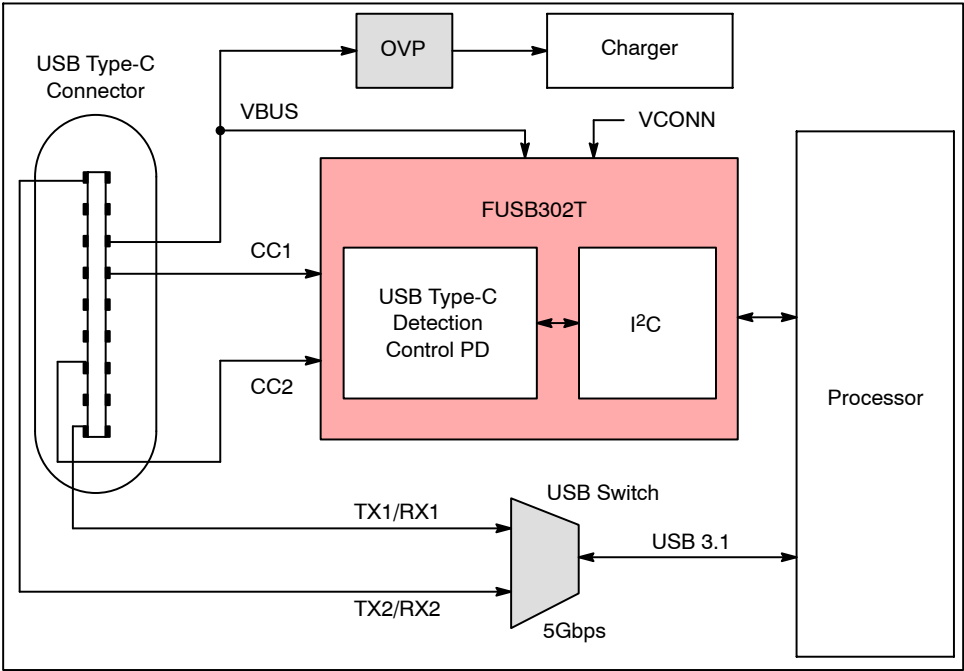 OVP
Charger
USB Type-C
Connector
VBUS
VCONN
FUSB302T
CC1
USB Type-C
Detection
Control PD
I²C
CC2
Processor
USB Switch
TX1/RX1
USB 3.1
TX2/RX2
5Gbps